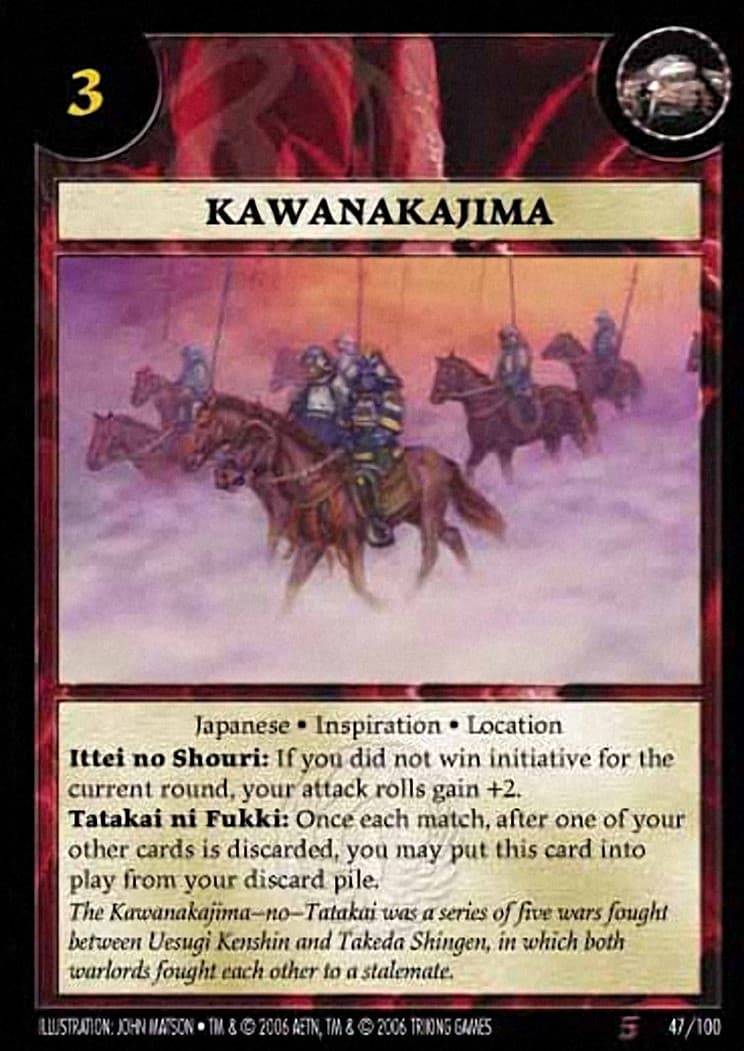 3
KAWANAKAJIMA
Japanese • Inspiration • Location
Ittei no Shouri: If you did not win initiative for the
current round, your attack rolls gain +2.
Tatakai ni Fukki: Once each match, after one of your
other cards is discarded, you may put this card into
play from your discard pile.
The Kawanakajima–no–Tatakai was a series of five wars fought
between Uesugi Kenshin and Takeda Shingen, in which both
warlords fought each other to a stalemate.
ILLUSTRATION: JOHN MATSON • TM & © 2006 AETN, TM & © 2006 TRIKING GAMES
47/100